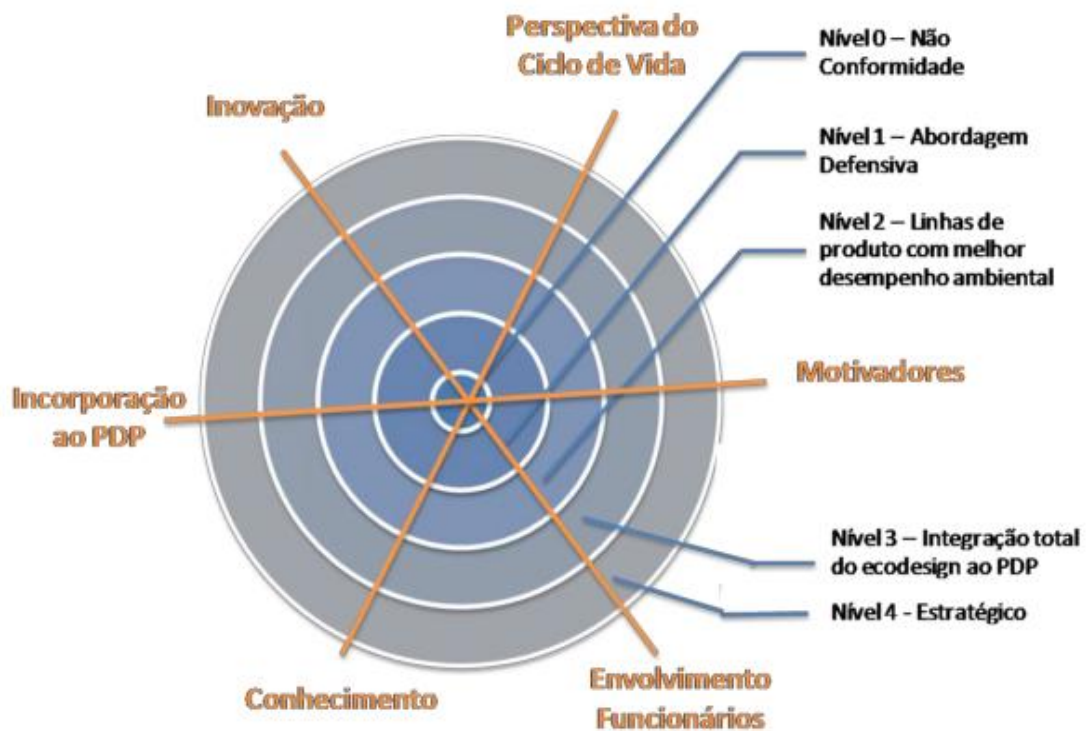 Perspectiva do
Ciclo de Vida
Inovação
Nível 0 – Não
Conformidade
Nível 1 – Abordagem
Defensiva
Nível 2 – Linhas de
produto com melhor
desempenho ambiental
Motivadores
Incorporação
ao PDP
Nível 3 – Integração total
do ecodesign ao PDP
Nível 4 - Estratégico
Conhecimento
Envolvimento
Funcionários